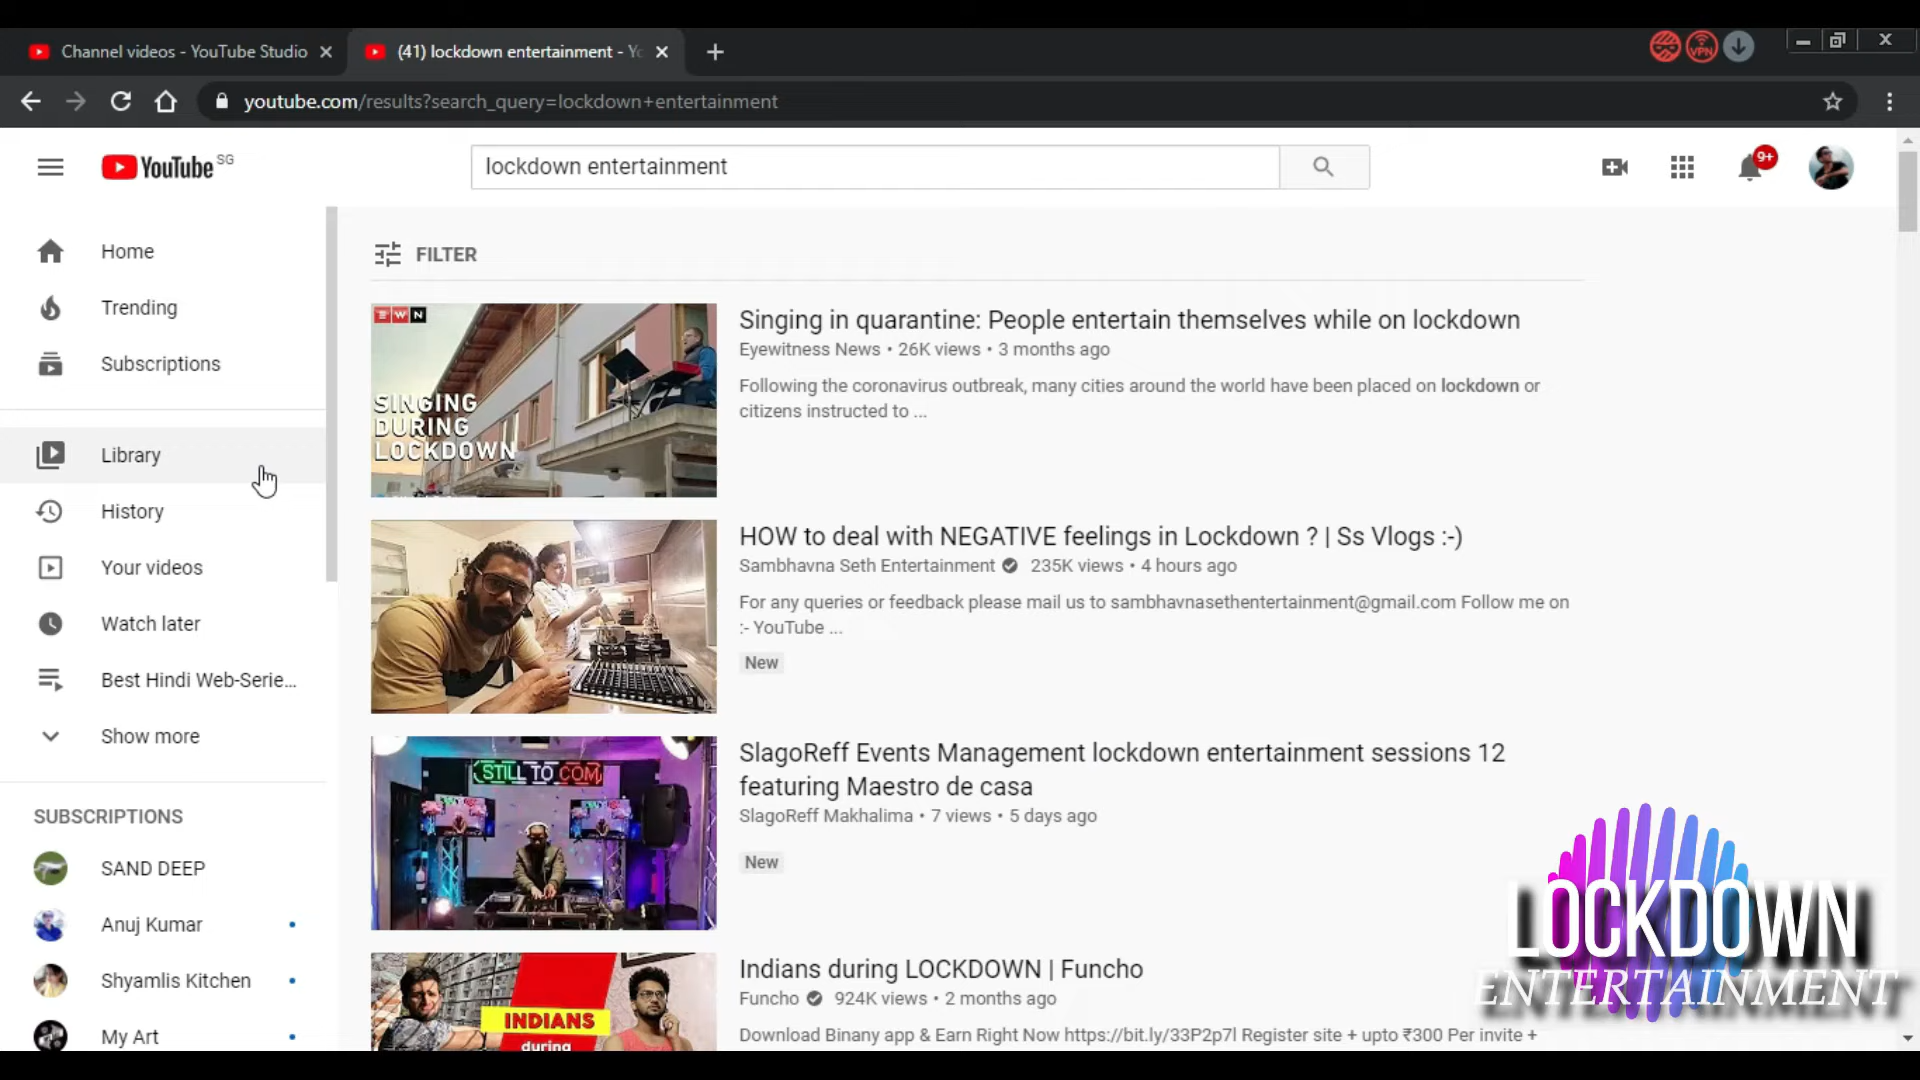 Channel videos - YouTube Studio
(41) lockdown entertainment - Yo
youtube.com/results?search_query=lockdown+entertainment
VPN
YouTube SG
lockdown entertainment
9+
Home
Trending
Subscriptions
Library
History
Your videos
Watch later
Best Hindi Web-Serie...
Show more
SUBSCRIPTIONS
SAND DEEP
Anuj Kumar
Shyamlis Kitchen
My Art
FILTER
EWN
SINGING
DURING
LOCKDOWN
Singing in quarantine: People entertain themselves while on lockdown
Eyewitness News • 26K views • 3 months ago
Following the coronavirus outbreak, many cities around the world have been placed on lockdown or
citizens instructed to ...
HOW to deal with NEGATIVE feelings in Lockdown ? | Ss Vlogs :-)
Sambhavna Seth Entertainment 235K views • 4 hours ago
For any queries or feedback please mail us to sambhavnasethentertainment@gmail.com Follow me on
:- YouTube ...
New
STILL TO COM
SlagoReff Events Management lockdown entertainment sessions 12
featuring Maestro de casa
SlagoReff Makhalima • 7 views • 5 days ago
New
INDIANS
during
Indians during LOCKDOWN | Funcho
Funcho 924K views • 2 months ago
Download Binany app & Earn Right Now https://bit.ly/33P2p7l Register site + upto ₹300 Per invite +
LOCKDOWN
ENTERTAINMENT